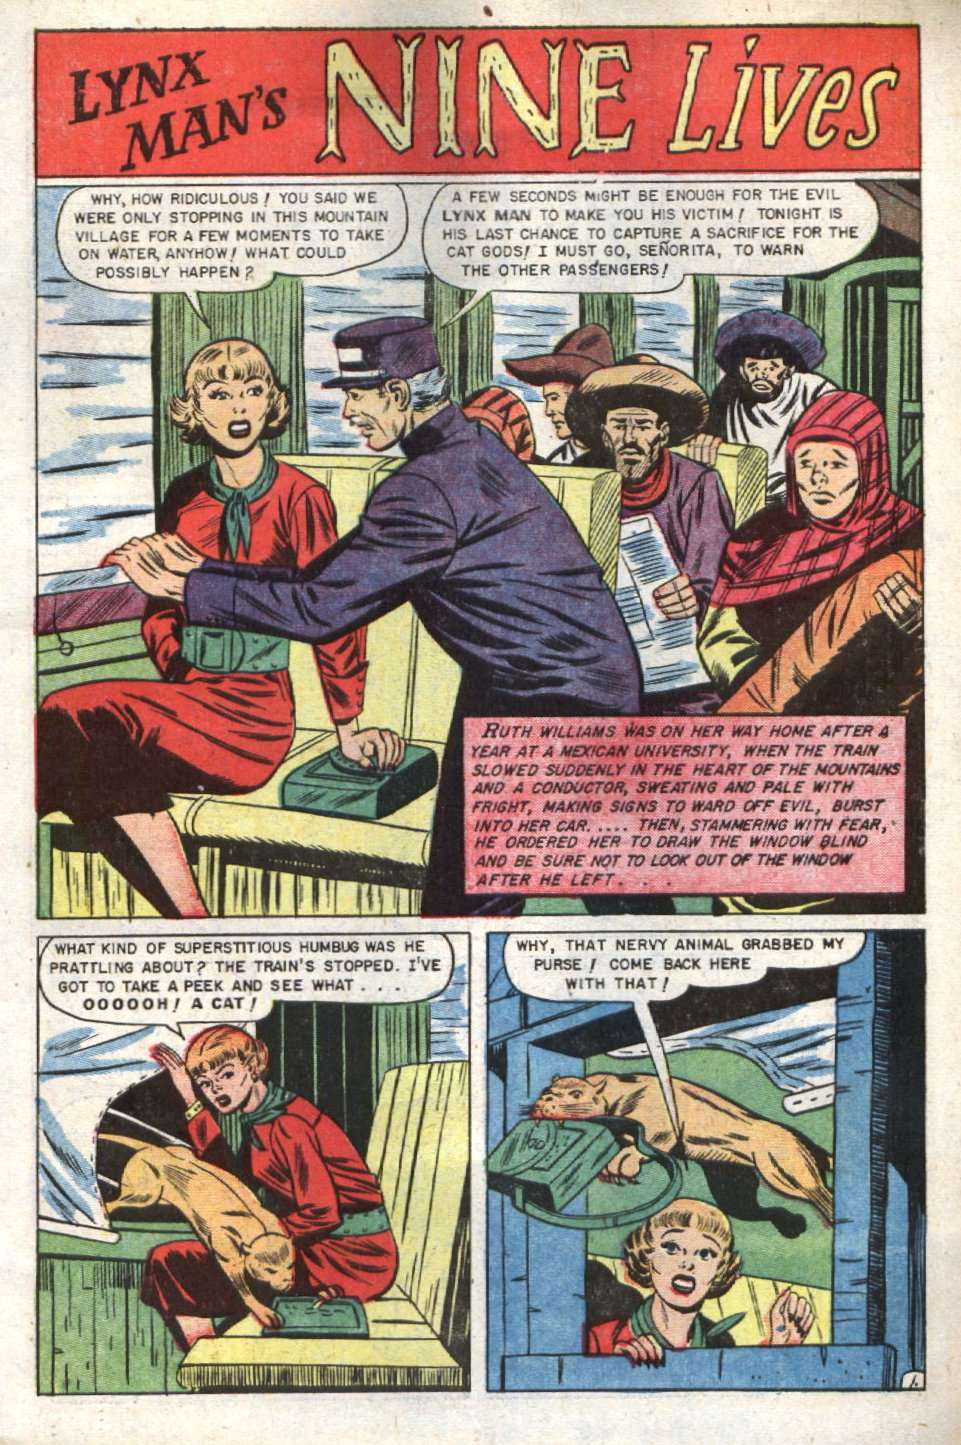 LYNX
MAN'S
NINE Lives
WHY, HOW RIDICULOUS! YOU SAID WE
WERE ONLY STOPPING IN THIS MOUNTAIN
VILLAGE FOR A FEW MOMENTS TO TAKE
ON WATER, ANYHOW! WHAT COULD
POSSIBLY HAPPEN?
A FEW SECONDS MIGHT BE ENOUGH FOR THE EVIL
LYNX MAN TO MAKE YOU HIS VICTIM! TONIGHT IS
HIS LAST CHANCE TO CAPTURE A SACRIFICE FOR THE
CAT GODS! I MUST GO, SEÑORITA, TO WARN
THE OTHER PASSENGERS!
RUTH WILLIAMS WAS ON HER WAY HOME AFTER A
YEAR AT A MEXICAN UNIVERSITY, WHEN THE TRAIN
SLOWED SUDDENLY IN THE HEART OF THE MOUNTAINS
AND A CONDUCTOR, SWEATING AND PALE WITH
FRIGHT, MAKING SIGNS TO WARD OFF EVIL, BURST
INTO HER CAR. .... THEN, STAMMERING WITH FEAR,
HE ORDERED HER TO DRAW THE WINDOW BLIND
AND BE SURE NOT TO LOOK OUT OF THE WINDOW
AFTER HE LEFT . . .
WHAT KIND OF SUPERSTITIOUS HUMBUG WAS HE
PRATTLING ABOUT? THE TRAIN'S STOPPED. I'VE
GOT TO TAKE A PEEK AND SEE WHAT . . .
OOOOOH! A CAT!
WHY, THAT NERVY ANIMAL GRABBED MY
PURSE! COME BACK HERE
WITH THAT!
1.